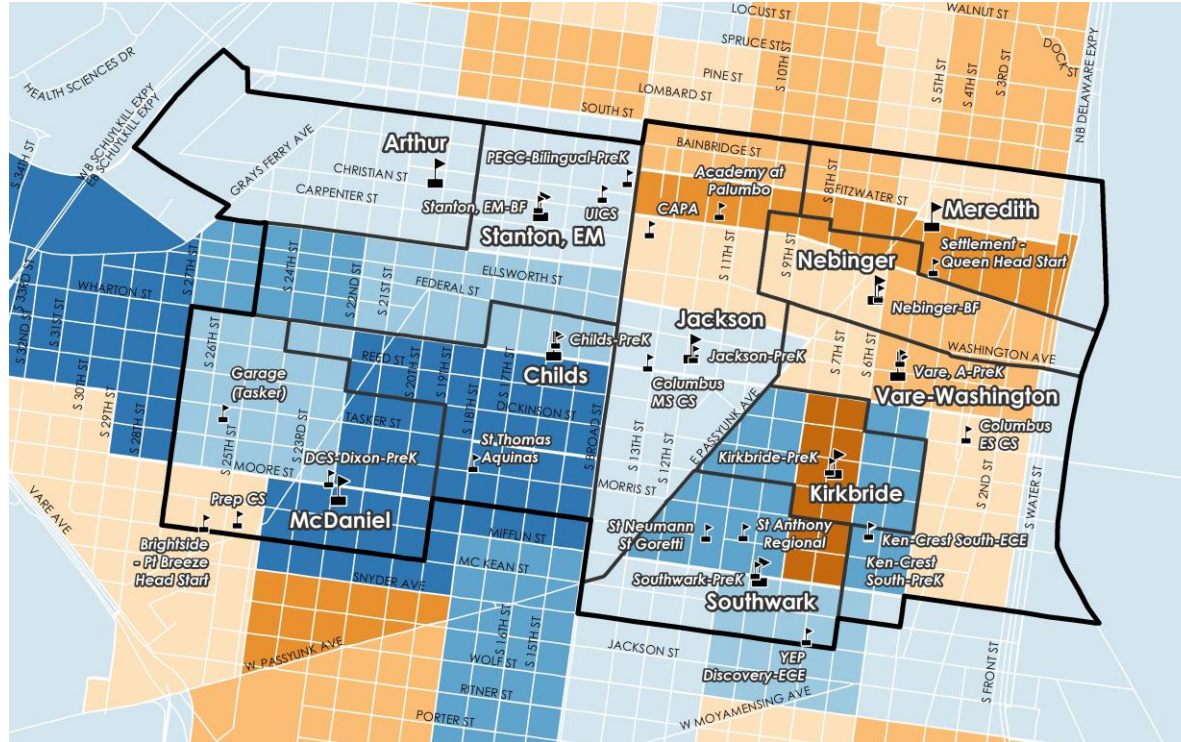 LOCUST ST
WALNUT ST
SPRUCE ST
S 10TH ST
DOCK ST
PINE ST
S 5TH ST
S 4TH ST
S 3RD ST
NB DELAWARE EXPY
LOMBARD ST
SOUTH ST
HEALTH SCIENCES DR
WB SCHUYLKILL EXPY
EB SCHUYLKILL EXPY
S 34TH ST
GRAYS FERRY AVE
Arthur
CHRISTIAN ST
CARPENTER ST
PECC-Bilingual-PreK
Stanton, EM-BF
UICS
Stanton, EM
BAINBRIDGE ST
Academy at
Palumbo
CAPA
S 8TH ST
FITZWATER ST
Meredith
Settlement -
Queen Head Start
S 11TH ST
S 9TH ST
Nebinger
Nebinger-BF
S 27TH ST
S 24TH ST
ELLSWORTH ST
FEDERAL ST
S 22ND ST
S 21ST ST
S 33RD ST
S 32ND ST
S 31ST ST
WHARTON ST
S 30TH ST
S 29TH ST
S 28TH ST
S 26TH ST
REED ST
Childs-PreK
Childs
Jackson
Jackson-PreK
Columbus
MS CS
S 7TH ST
S 6TH ST
WASHINGTON AVE
Vare, A-PreK
Vare-Washington
Garage
(Tasker)
S 20TH ST
S 19TH ST
S 18TH ST
S 17TH ST
DICKINSON ST
TASKER ST
S BROAD ST
S 13TH ST
S 12TH ST
E PASSYUNK AVE
Columbus
ES CS
S 25TH ST
S 23RD ST
MOORE ST
DCS-Dixon-PreK
St Thomas
Aquinas
McDaniel
MORRIS ST
Kirkbride-PreK
Kirkbride
S 2ND ST
S WATER ST
VARE AVE
Prep CS
Brightside
- Pt Breeze
Head Start
MIFFLIN ST
MC KEAN ST
SNYDER AVE
St Neumann
St Goretti
St Anthony
Regional
Ken-Crest South-ECE
Ken-Crest
South-PreK
Southwark-PreK
Southwark
YEP
Discovery-ECE
S 16TH ST
S 15TH ST
W PASSYUNK AVE
WOLF ST
RITNER ST
PORTER ST
JACKSON ST
S FRONT ST
W MOYAMENSING AVE